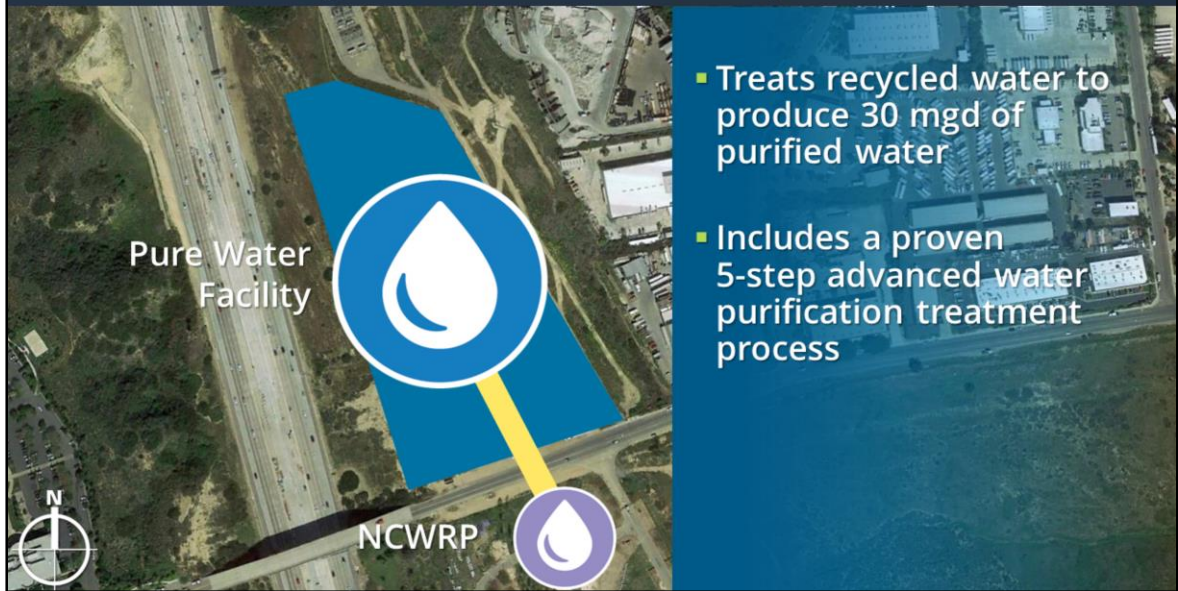 Pure Water
Facility
NCWRP
N
▪ Treats recycled water to
produce 30 mgd of
purified water
▪ Includes a proven
5-step advanced water
purification treatment
process